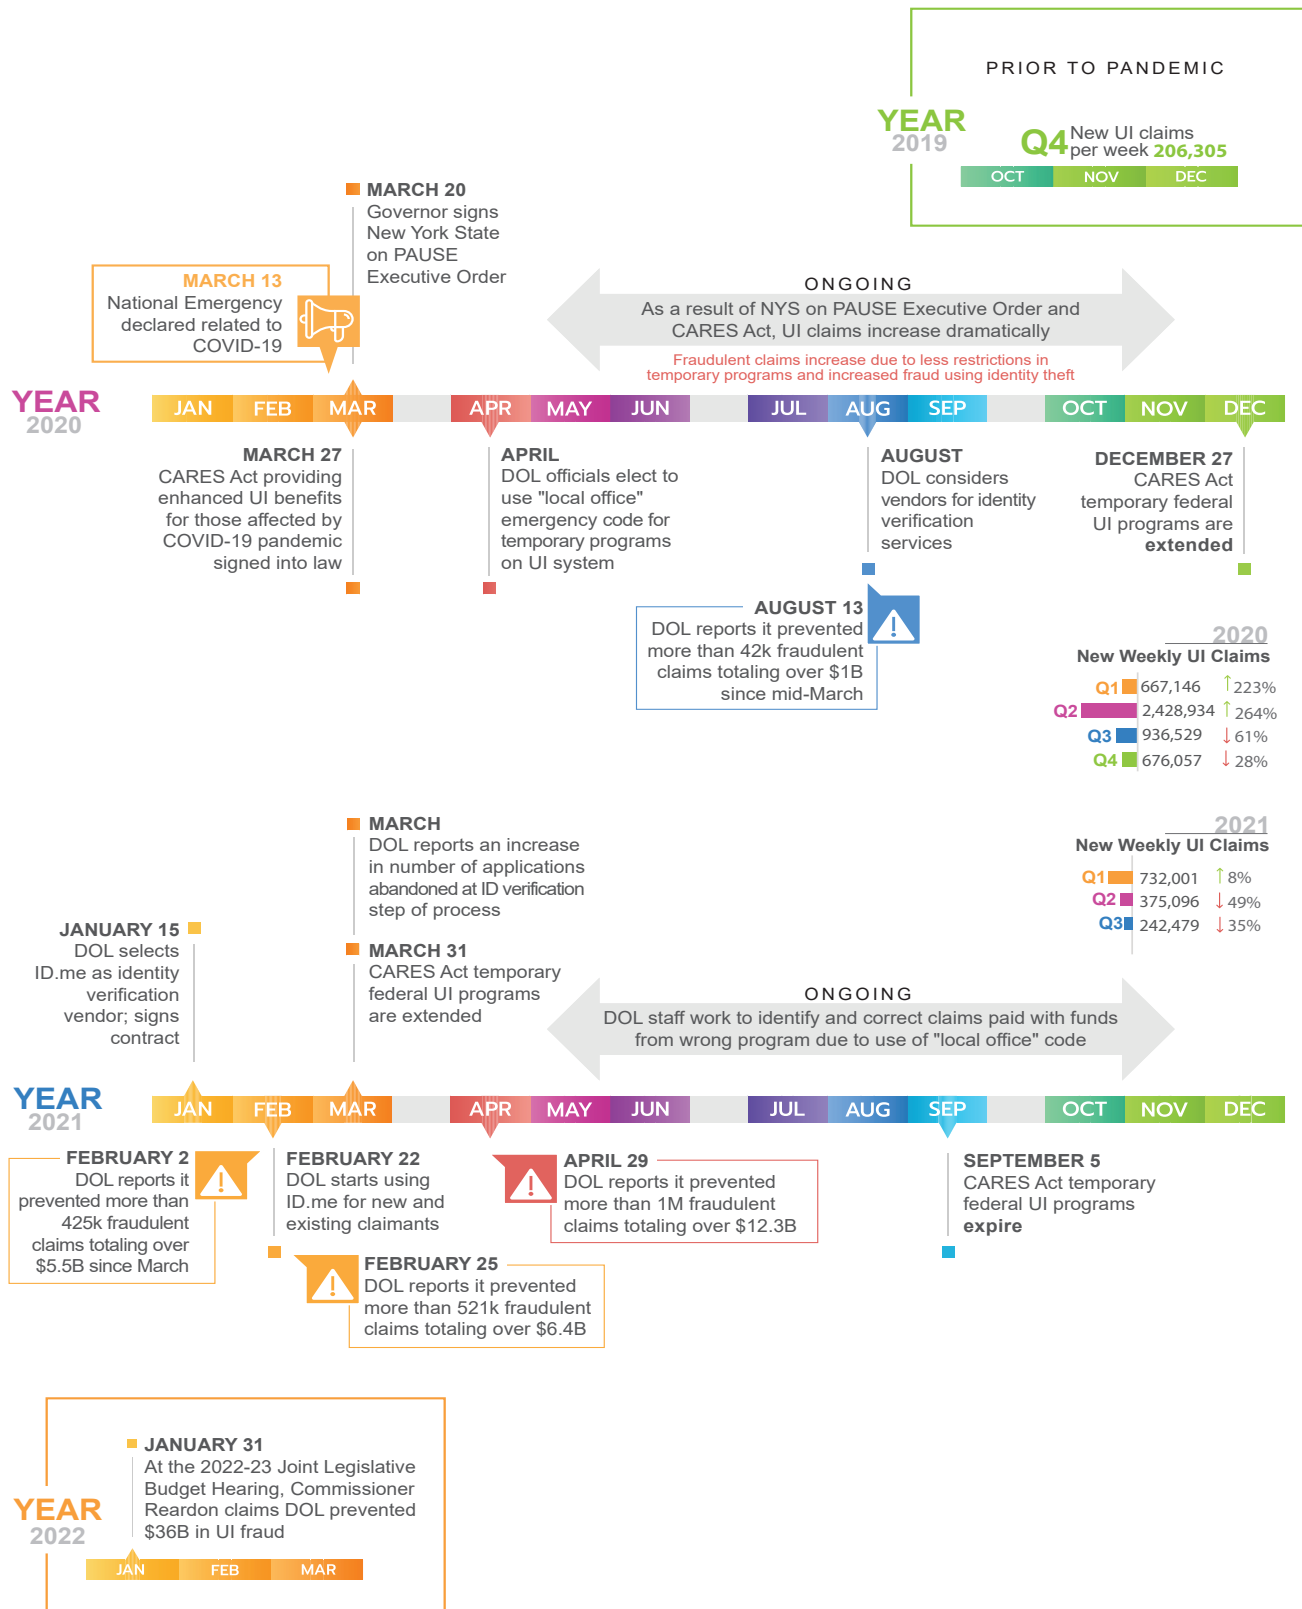 PRIOR TO PANDEMIC
YEAR
2019
Q4 New UI claims
per week 206,305
OCT NOV DEC
MARCH 20
Governor signs
New York State
on PAUSE
Executive Order
MARCH 13
National Emergency
declared related to
COVID-19
ONGOING
As a result of NYS on PAUSE Executive Order and
CARES Act, UI claims increase dramatically
Fraudulent claims increase due to less restrictions in
temporary programs and increased fraud using identity theft
YEAR
2020
JAN FEB MAR APR MAY JUN JUL AUG SEP OCT NOV DEC
MARCH 27
CARES Act providing
enhanced UI benefits
for those affected by
COVID-19 pandemic
signed into law
APRIL
DOL officials elect to
use "local office"
emergency code for
temporary programs
on UI system
AUGUST
DOL considers
vendors for identity
verification
services
DECEMBER 27
CARES Act
temporary federal
UI programs are
extended
AUGUST 13
DOL reports it prevented
more than 42k fraudulent
claims totaling over $1B
since mid-March
2020
New Weekly UI Claims
Q1 667,146 ↑ 223%
Q2 2,428,934 ↑ 264%
Q3 936,529 ↓ 61%
Q4 676,057 ↓ 28%
2021
New Weekly UI Claims
Q1 732,001 ↑ 8%
Q2 375,096 ↓ 49%
Q3 242,479 ↓ 35%
MARCH
DOL reports an increase
in number of applications
abandoned at ID verification
step of process
JANUARY 15
DOL selects
ID.me as identity
verification
vendor; signs
contract
MARCH 31
CARES Act temporary
federal UI programs
are extended
ONGOING
DOL staff work to identify and correct claims paid with funds
from wrong program due to use of "local office" code
YEAR
2021
JAN FEB MAR APR MAY JUN JUL AUG SEP OCT NOV DEC
FEBRUARY 2
DOL reports it
prevented more than
425k fraudulent
claims totaling over
$5.5B since March
FEBRUARY 22
DOL starts using
ID.me for new and
existing claimants
FEBRUARY 25
DOL reports it prevented
more than 521k fraudulent
claims totaling over $6.4B
APRIL 29
DOL reports it prevented
more than 1M fraudulent
claims totaling over $12.3B
SEPTEMBER 5
CARES Act temporary
federal UI programs
expire
JANUARY 31
At the 2022-23 Joint Legislative
Budget Hearing, Commissioner
Reardon claims DOL prevented
$36B in UI fraud
YEAR
2022
JAN FEB MAR